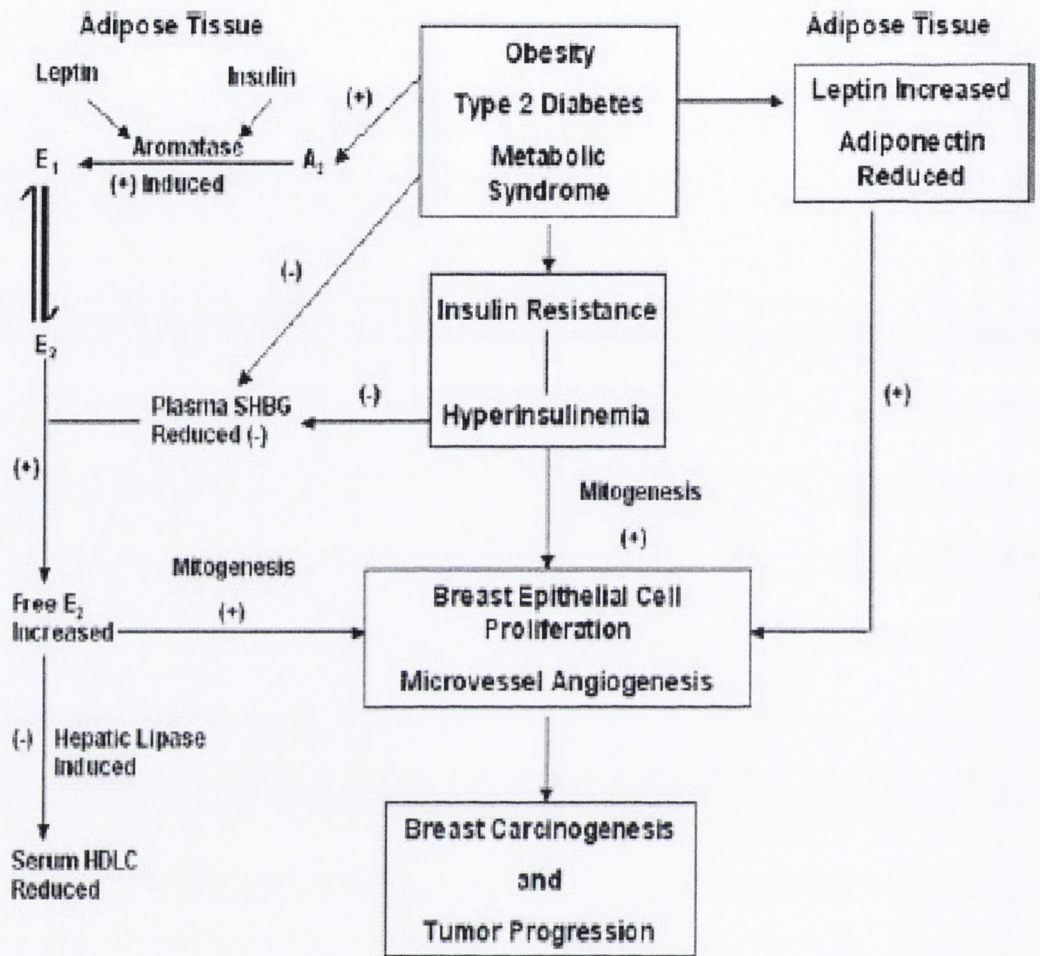 Adipose Tissue
Leptin
Insulin
Aromatase
E1
A2
(+) Induced
(+)
(-)
E2
Plasma SHBG
Reduced (-)
(-)
(+)
Obesity
Type 2 Diabetes
Metabolic
Syndrome
Insulin Resistance
Hyperinsulinemia
Adipose Tissue
Leptin Increased
Adiponectin
Reduced
(+)
Mitogenesis
(+)
Mitogenesis
(+)
Free E2
Increased
Breast Epithelial Cell
Proliferation
Microvessel Angiogenesis
(-)
Hepatic Lipase
Induced
Serum HDLC
Reduced
Breast Carcinogenesis
and
Tumor Progression